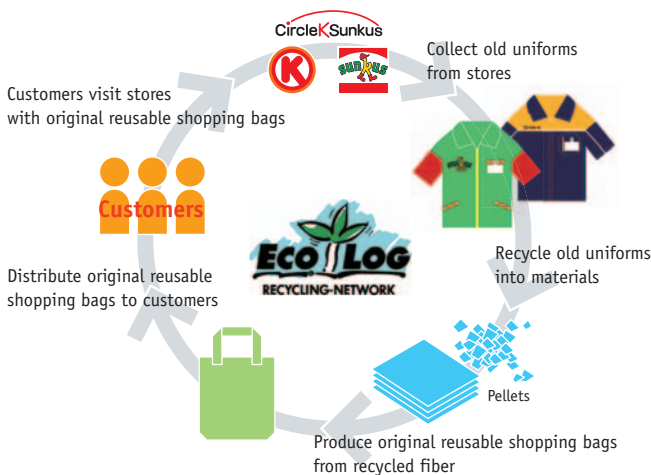 CircleKSunkus
K
sunkus
Collect old uniforms
from stores
Customers visit stores
with original reusable shopping bags
Customers
ECOLOG
RECYCLING-NETWORK
Recycle old uniforms
into materials
Distribute original reusable
shopping bags to customers
Pellets
Produce original reusable shopping bags
from recycled fiber